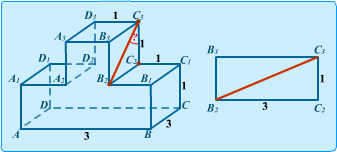 D₃ 1 C₃
A₃ B₃ ? 1
D₁ D₂ C₂ 1 C₁
A₁ A₂ B₂ B₁ 1
D C
A 3 B 3
B₃ C₃
1
B₂ 3 C₂